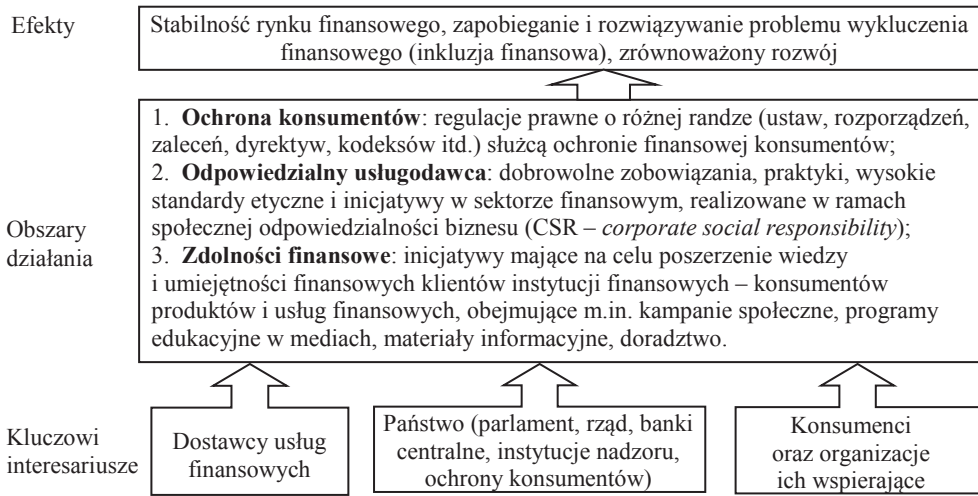 Efekty
Stabilność rynku finansowego, zapobieganie i rozwiązywanie problemu wykluczenia
finansowego (inkluzja finansowa), zrównoważony rozwój
Obszary
działania
1. Ochrona konsumentów: regulacje prawne o różnej randze (ustaw, rozporządzeń,
zaleceń, dyrektyw, kodeksów itd.) służcą ochronie finansowej konsumentów;
2. Odpowiedzialny usługodawca: dobrowolne zobowiązania, praktyki, wysokie
standardy etyczne i inicjatywy w sektorze finansowym, realizowane w ramach
społecznej odpowiedzialności biznesu (CSR – corporate social responsibility);
3. Zdolności finansowe: inicjatywy mające na celu poszerzenie wiedzy
i umiejętności finansowych klientów instytucji finansowych – konsumentów
produktów i usług finansowych, obejmujące m.in. kampanie społeczne, programy
edukacyjne w mediach, materiały informacyjne, doradztwo.
Kluczowi
interesariusze
Dostawcy usług
finansowych
Państwo (parlament, rząd, banki
centralne, instytucje nadzoru,
ochrony konsumentów)
Konsumenci
oraz organizacje
ich wspierające